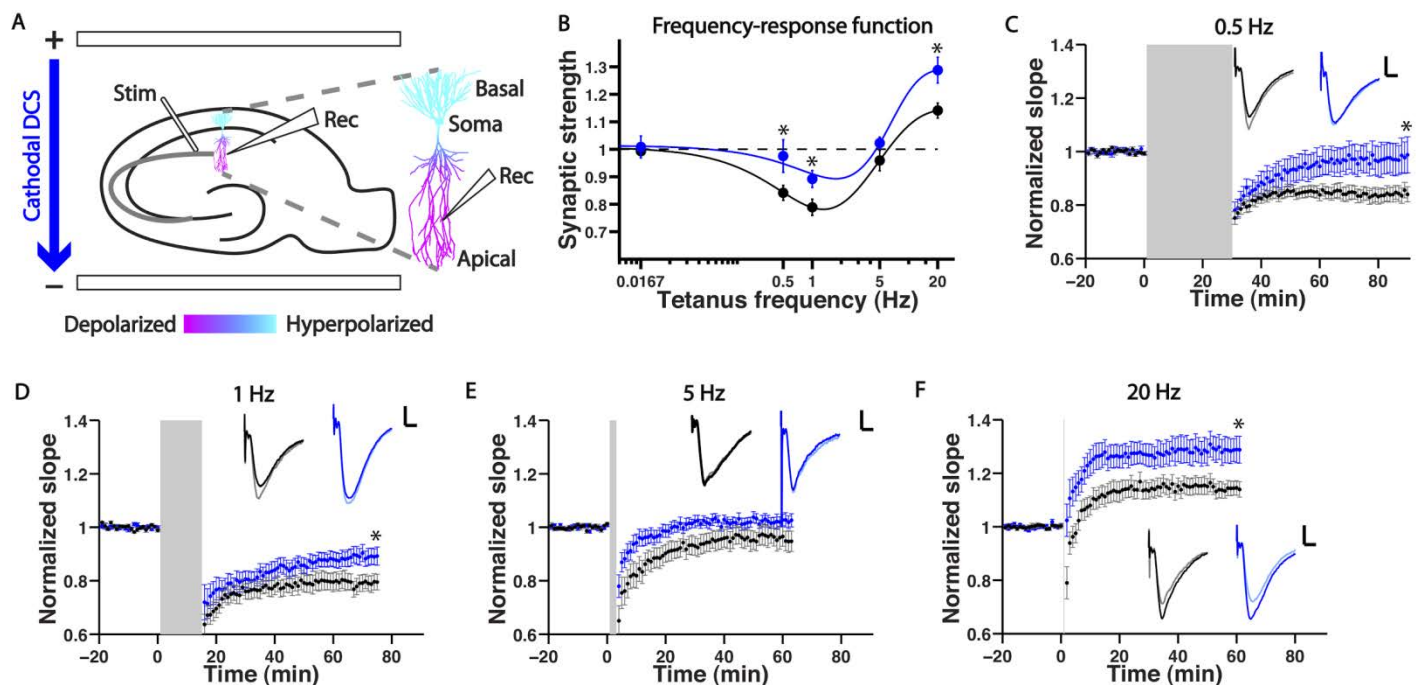 A
+
Cathodal DCS
−
Stim
Rec
Basal
Soma
Rec
Apical
Depolarized
Hyperpolarized
B
Frequency-response function
*
*
*
Synaptic strength
1.3
1.2
1.1
1
0.9
0.8
0.7
0.0167
0.5
1
5
20
Tetanus frequency (Hz)
C
0.5 Hz
Normalized slope
1.4
1.2
1
0.8
0.6
*
−20
0
20
40
60
80
Time (min)
D
1 Hz
Normalized slope
1.4
1.2
1
0.8
0.6
*
−20
0
20
40
60
80
Time (min)
E
5 Hz
Normalized slope
1.4
1.2
1
0.8
0.6
−20
0
20
40
60
80
Time (min)
F
20 Hz
Normalized slope
1.4
1.2
1
0.8
0.6
*
−20
0
20
40
60
80
Time (min)